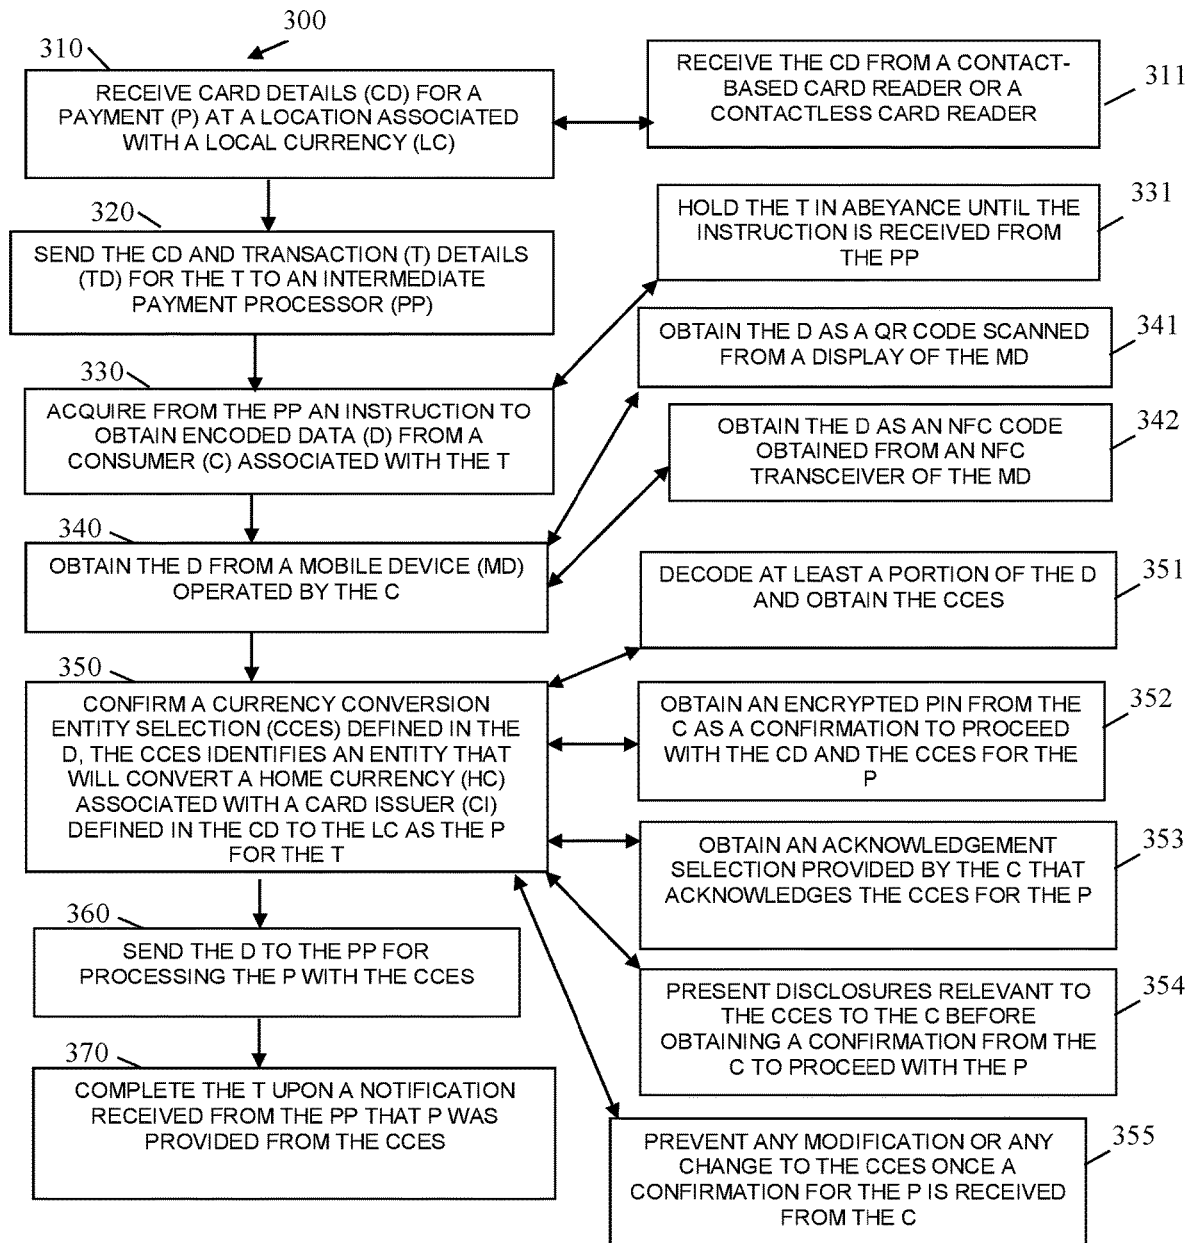 300
310
RECEIVE CARD DETAILS (CD) FOR A
PAYMENT (P) AT A LOCATION ASSOCIATED
WITH A LOCAL CURRENCY (LC)
RECEIVE THE CD FROM A CONTACT-
BASED CARD READER OR A
CONTACTLESS CARD READER
311
320
SEND THE CD AND TRANSACTION (T) DETAILS
(TD) FOR THE T TO AN INTERMEDIATE
PAYMENT PROCESSOR (PP)
HOLD THE T IN ABEYANCE UNTIL THE
INSTRUCTION IS RECEIVED FROM
THE PP
331
330
ACQUIRE FROM THE PP AN INSTRUCTION TO
OBTAIN ENCODED DATA (D) FROM A
CONSUMER (C) ASSOCIATED WITH THE T
OBTAIN THE D AS A QR CODE SCANNED
FROM A DISPLAY OF THE MD
341
OBTAIN THE D AS AN NFC CODE
OBTAINED FROM AN NFC
TRANSCEIVER OF THE MD
342
340
OBTAIN THE D FROM A MOBILE DEVICE (MD)
OPERATED BY THE C
DECODE AT LEAST A PORTION OF THE D
AND OBTAIN THE CCES
351
350
CONFIRM A CURRENCY CONVERSION
ENTITY SELECTION (CCES) DEFINED IN THE
D, THE CCES IDENTIFIES AN ENTITY THAT
WILL CONVERT A HOME CURRENCY (HC)
ASSOCIATED WITH A CARD ISSUER (CI)
DEFINED IN THE CD TO THE LC AS THE P
FOR THE T
OBTAIN AN ENCRYPTED PIN FROM THE
C AS A CONFIRMATION TO PROCEED
WITH THE CD AND THE CCES FOR THE
P
352
OBTAIN AN ACKNOWLEDGEMENT
SELECTION PROVIDED BY THE C THAT
ACKNOWLEDGES THE CCES FOR THE P
353
360
SEND THE D TO THE PP FOR
PROCESSING THE P WITH THE CCES
PRESENT DISCLOSURES RELEVANT TO
THE CCES TO THE C BEFORE
OBTAINING A CONFIRMATION FROM THE
C TO PROCEED WITH THE P
354
370
COMPLETE THE T UPON A NOTIFICATION
RECEIVED FROM THE PP THAT P WAS
PROVIDED FROM THE CCES
PREVENT ANY MODIFICATION OR ANY
CHANGE TO THE CCES ONCE A
CONFIRMATION FOR THE P IS RECEIVED
FROM THE C
355